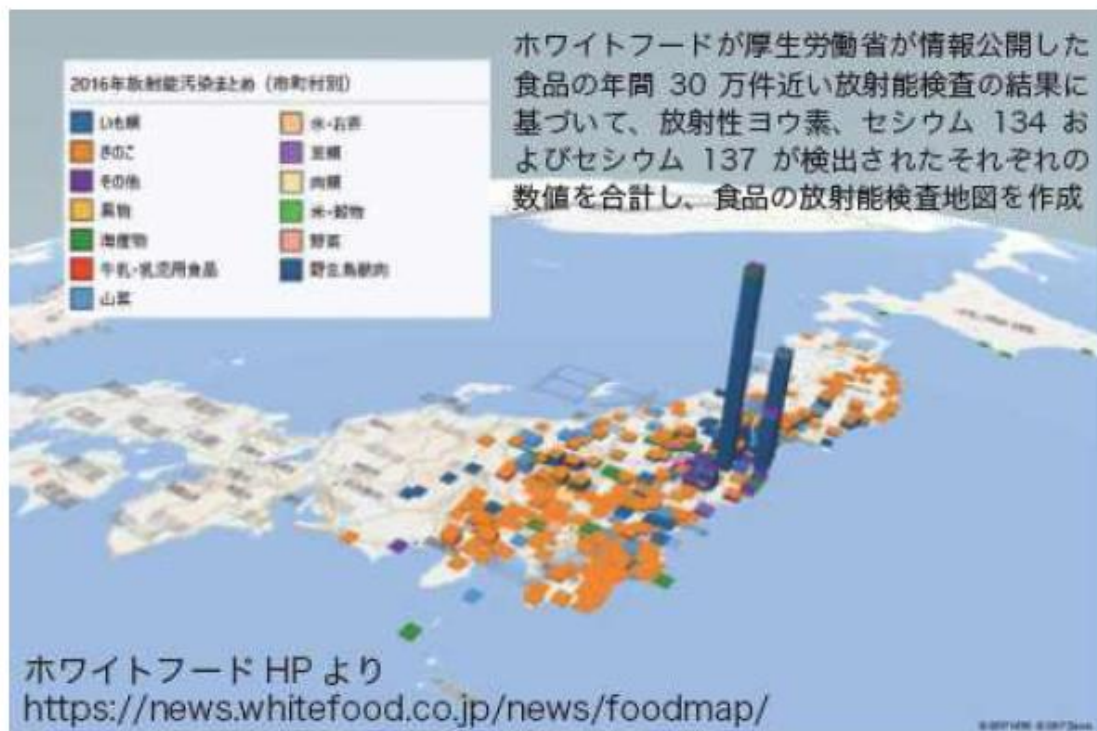 ホワイトフードが厚生労働省が情報公開した
食品の年間 30 万件近い放射能検査の結果に
基づいて、放射性ヨウ素、セシウム 134 お
よびセシウム 137 が検出されたそれぞれの
数値を合計し、食品の放射能検査地図を作成
2016年放射能汚染まとめ（市町村別）
いも類
きのこ
その他
果物
海産物
牛乳・乳児用食品
山菜
水・お茶
豆類
肉類
米・穀物
野菜
野生鳥獣肉
ホワイトフード HP より
https://news.whitefood.co.jp/news/foodmap/